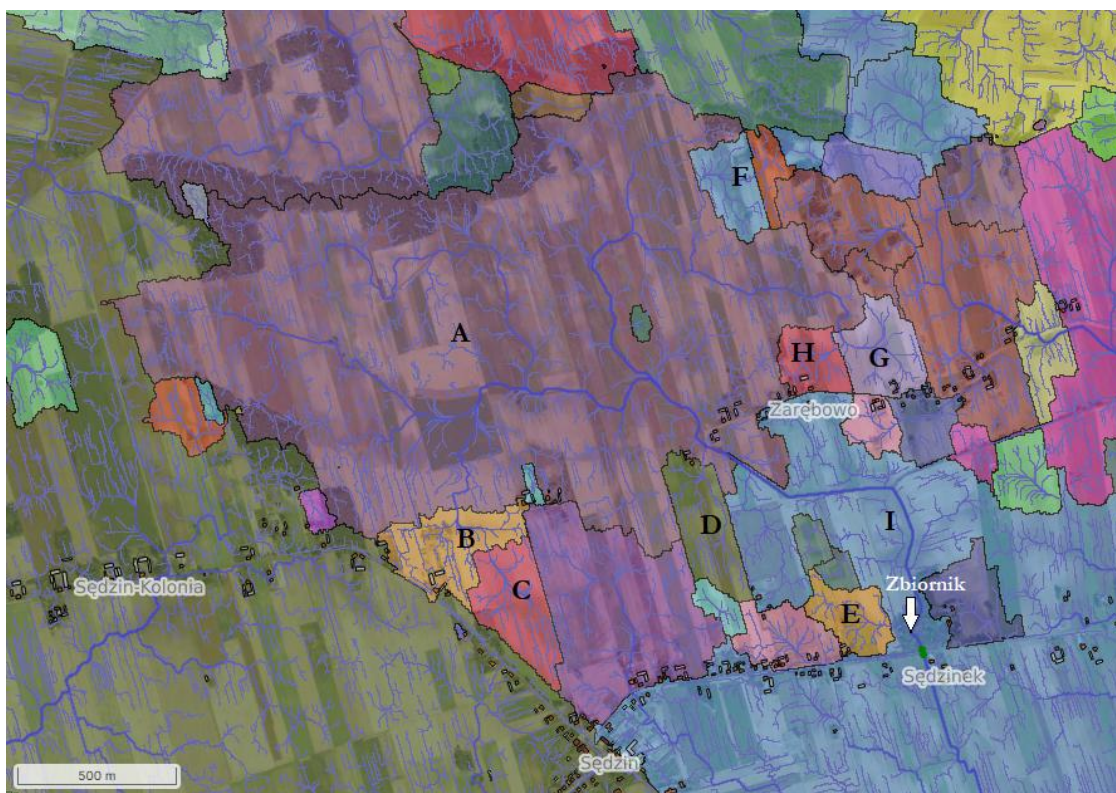 F
A
H
G
Zarębowo
D
I
B
C
Zbiornik
Sędzin-Kolonia
E
Sędzinek
Sędzin
500 m